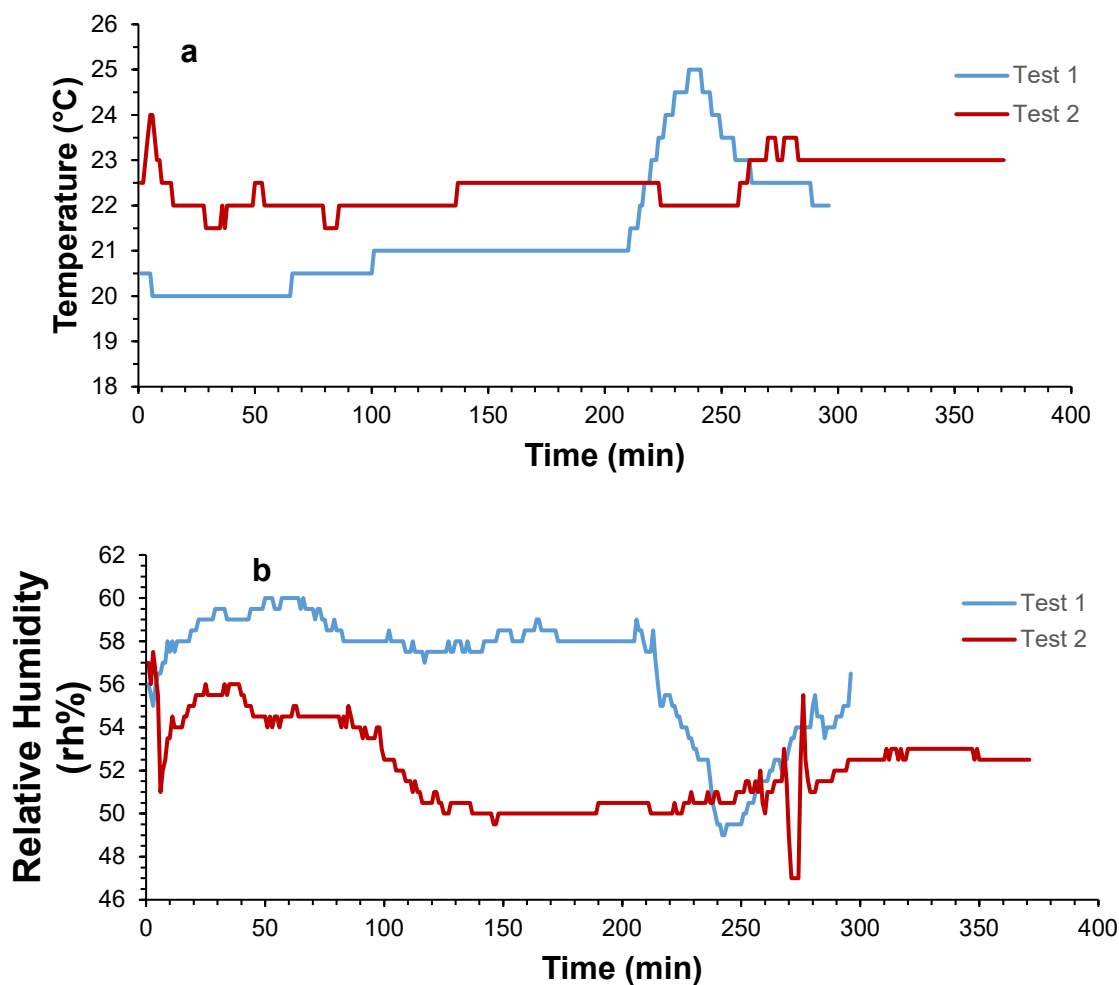 a
Temperature (°C)
26
25
24
23
22
21
20
19
18
0 50 100 150 200 250 300 350 400
Time (min)
Test 1
Test 2
b
Relative Humidity
(rh%)
62
60
58
56
54
52
50
48
46
0 50 100 150 200 250 300 350 400
Time (min)
Test 1
Test 2